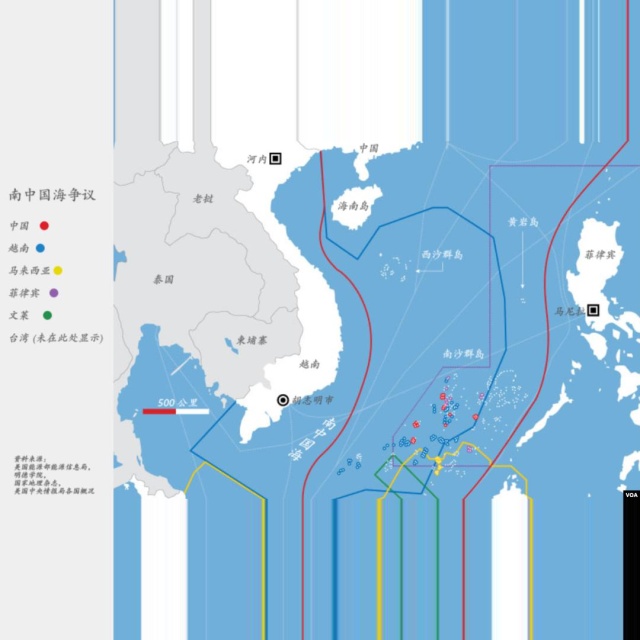 南中国海争议
中国
越南
马来西亚
菲律宾
文莱
台湾 (未在此处显示)
资料来源:
美国能源部能源信息局,
明德学院,
国家地理杂志,
美国中央情报局各国概况
河内
中国
海南岛
老挝
西沙群岛
黄岩岛
菲律宾
泰国
马尼拉
柬埔寨
南沙群岛
越南
500 公里
胡志明市
南中国海
VOA